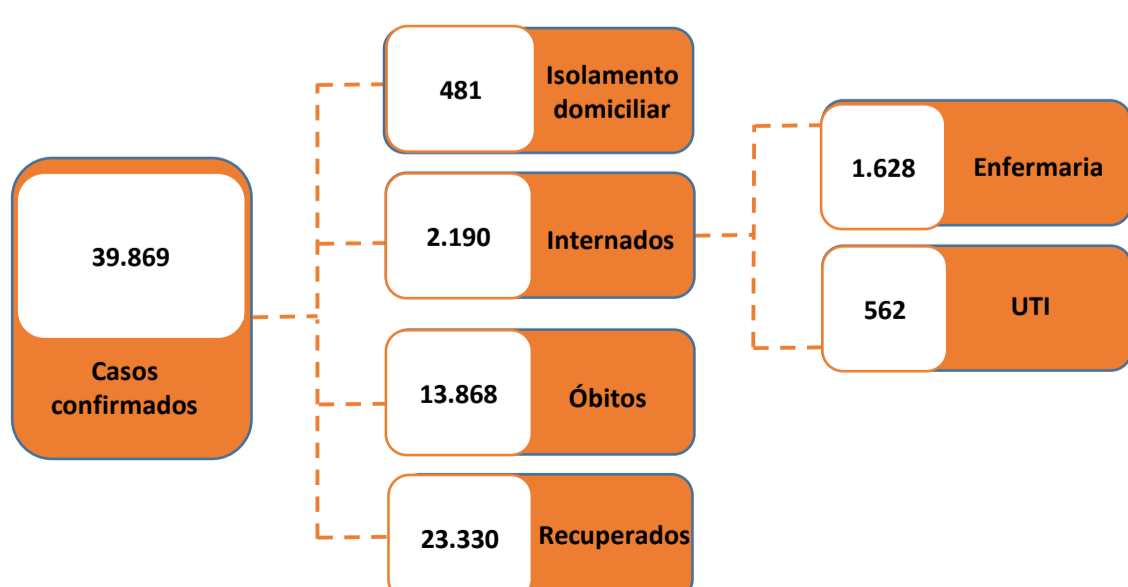 39.869
Casos
confirmados
481
Isolamento
domiciliar
2.190
Internados
13.868
Óbitos
23.330
Recuperados
1.628
Enfermaria
562
UTI